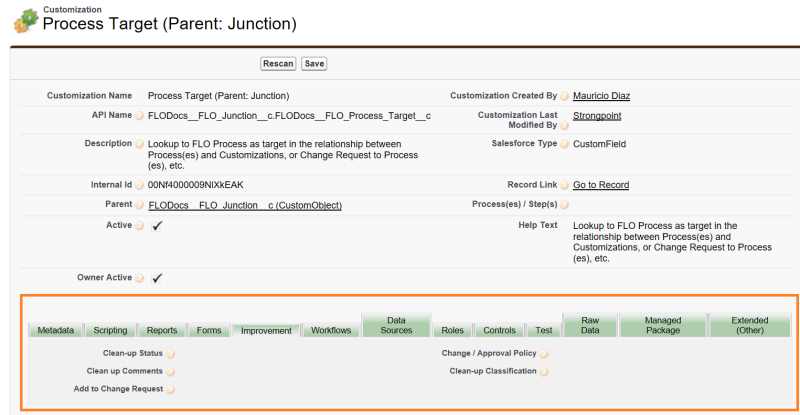 Customization
Process Target (Parent: Junction)
Rescan Save
Customization Name Process Target (Parent: Junction) Customization Created By Mauricio Diaz
API Name FLODocs__FLO_Junction__c.FLODocs__FLO_Process_Target__c Customization Last Modified By Strongpoint
Description Lookup to FLO Process as target in the relationship between
Process(es) and Customizations, or Change Request to Process
(es), etc.
Salesforce Type CustomField
Internal Id 00Nf4000009NIXkEAK Record Link Go to Record
Parent FLODocs__FLO_Junction__c (CustomObject) Process(es) / Step(s)
Active Help Text Lookup to FLO Process as target in the
relationship between Process(es) and
Customizations, or Change Request to Process
(es), etc.
Owner Active
Metadata Scripting Reports Forms Improvement Workflows Data Sources Roles Controls Test Raw Data Managed Package Extended (Other)
Clean-up Status Change / Approval Policy
Clean up Comments Clean-up Classification
Add to Change Request